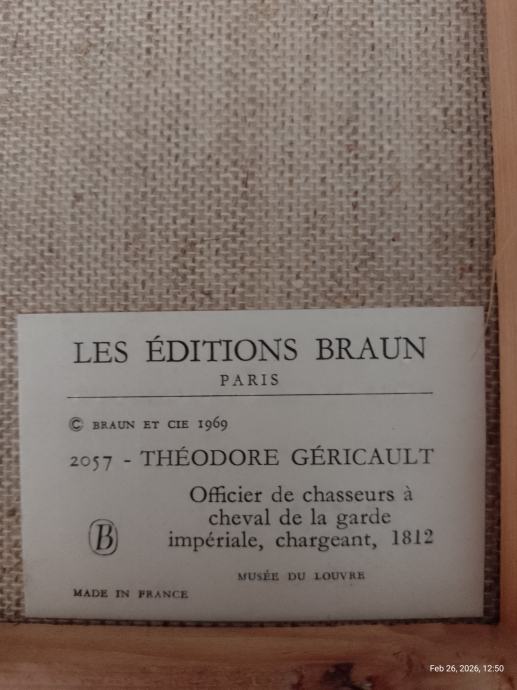 LES ÉDITIONS BRAUN
PARIS
© BRAUN ET CIE 1969
2057 - THÉODORE GÉRICAULT
Officier de chasseurs à
cheval de la garde
impériale, chargeant, 1812
B
MUSÉE DU LOUVRE
MADE IN FRANCE
Feb 26, 2026, 12:50